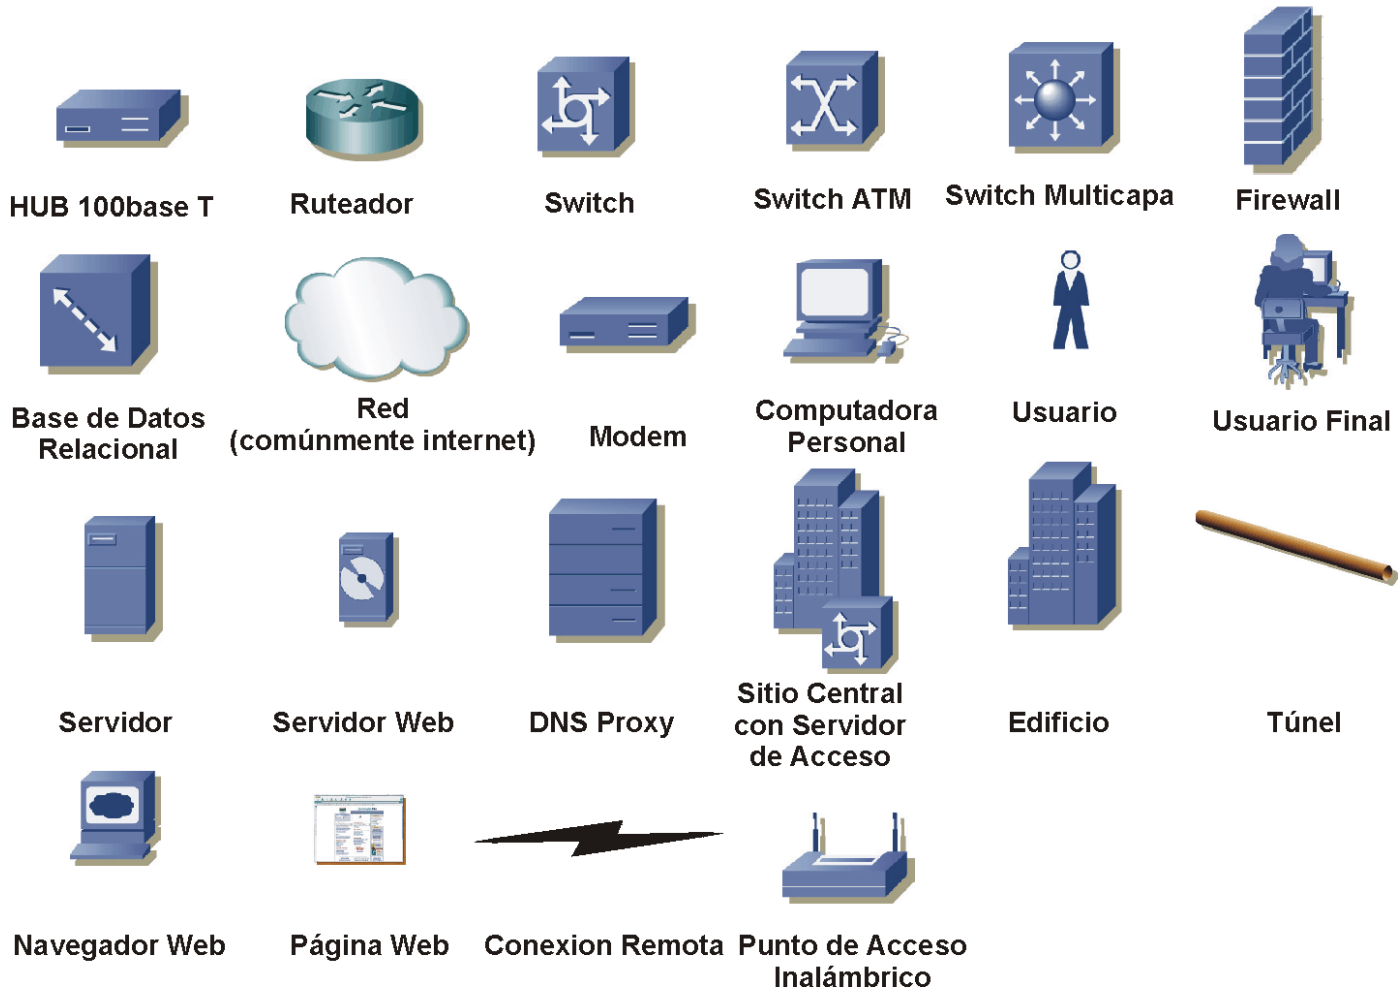 HUB 100base T
Ruteador
Switch
Switch ATM
Switch Multicapa
Firewall
Base de Datos
Relacional
Red
(comúnmente internet)
Modem
Computadora
Personal
Usuario
Usuario Final
Servidor
Servidor Web
DNS Proxy
Sitio Central
con Servidor
de Acceso
Edificio
Túnel
Navegador Web
Página Web
Conexion Remota
Punto de Acceso
Inalámbrico